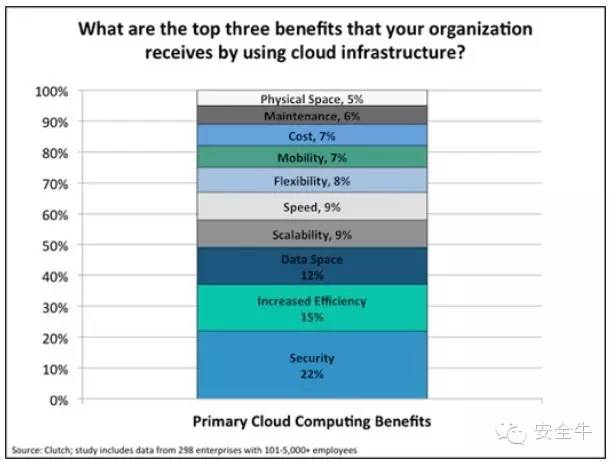 What are the top three benefits that your organization
receives by using cloud infrastructure?
100%
90%
80%
70%
60%
50%
40%
30%
20%
10%
0%
Physical Space, 5%
Maintenance, 6%
Cost, 7%
Mobility, 7%
Flexibility, 8%
Speed, 9%
Scalability, 9%
Data Space
12%
Increased Efficiency
15%
Security
22%
Primary Cloud Computing Benefits
安全牛
Source: Clutch; study includes data from 298 enterprises with 101-5,000+ employees